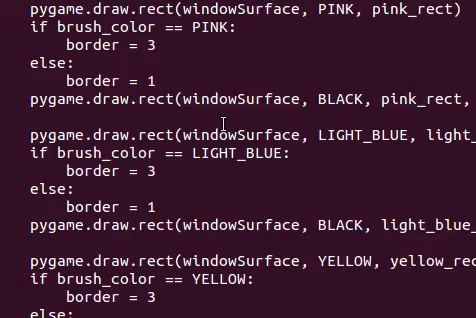 pygame.draw.rect(windowSurface, PINK, pink_rect)
if brush_color == PINK:
    border = 3
else:
    border = 1
pygame.draw.rect(windowSurface, BLACK, pink_rect,
pygame.draw.rect(windowSurface, LIGHT_BLUE, light_
if brush_color == LIGHT_BLUE:
    border = 3
else:
    border = 1
pygame.draw.rect(windowSurface, BLACK, light_blue_
pygame.draw.rect(windowSurface, YELLOW, yellow_rec
if brush_color == YELLOW:
    border = 3
else: